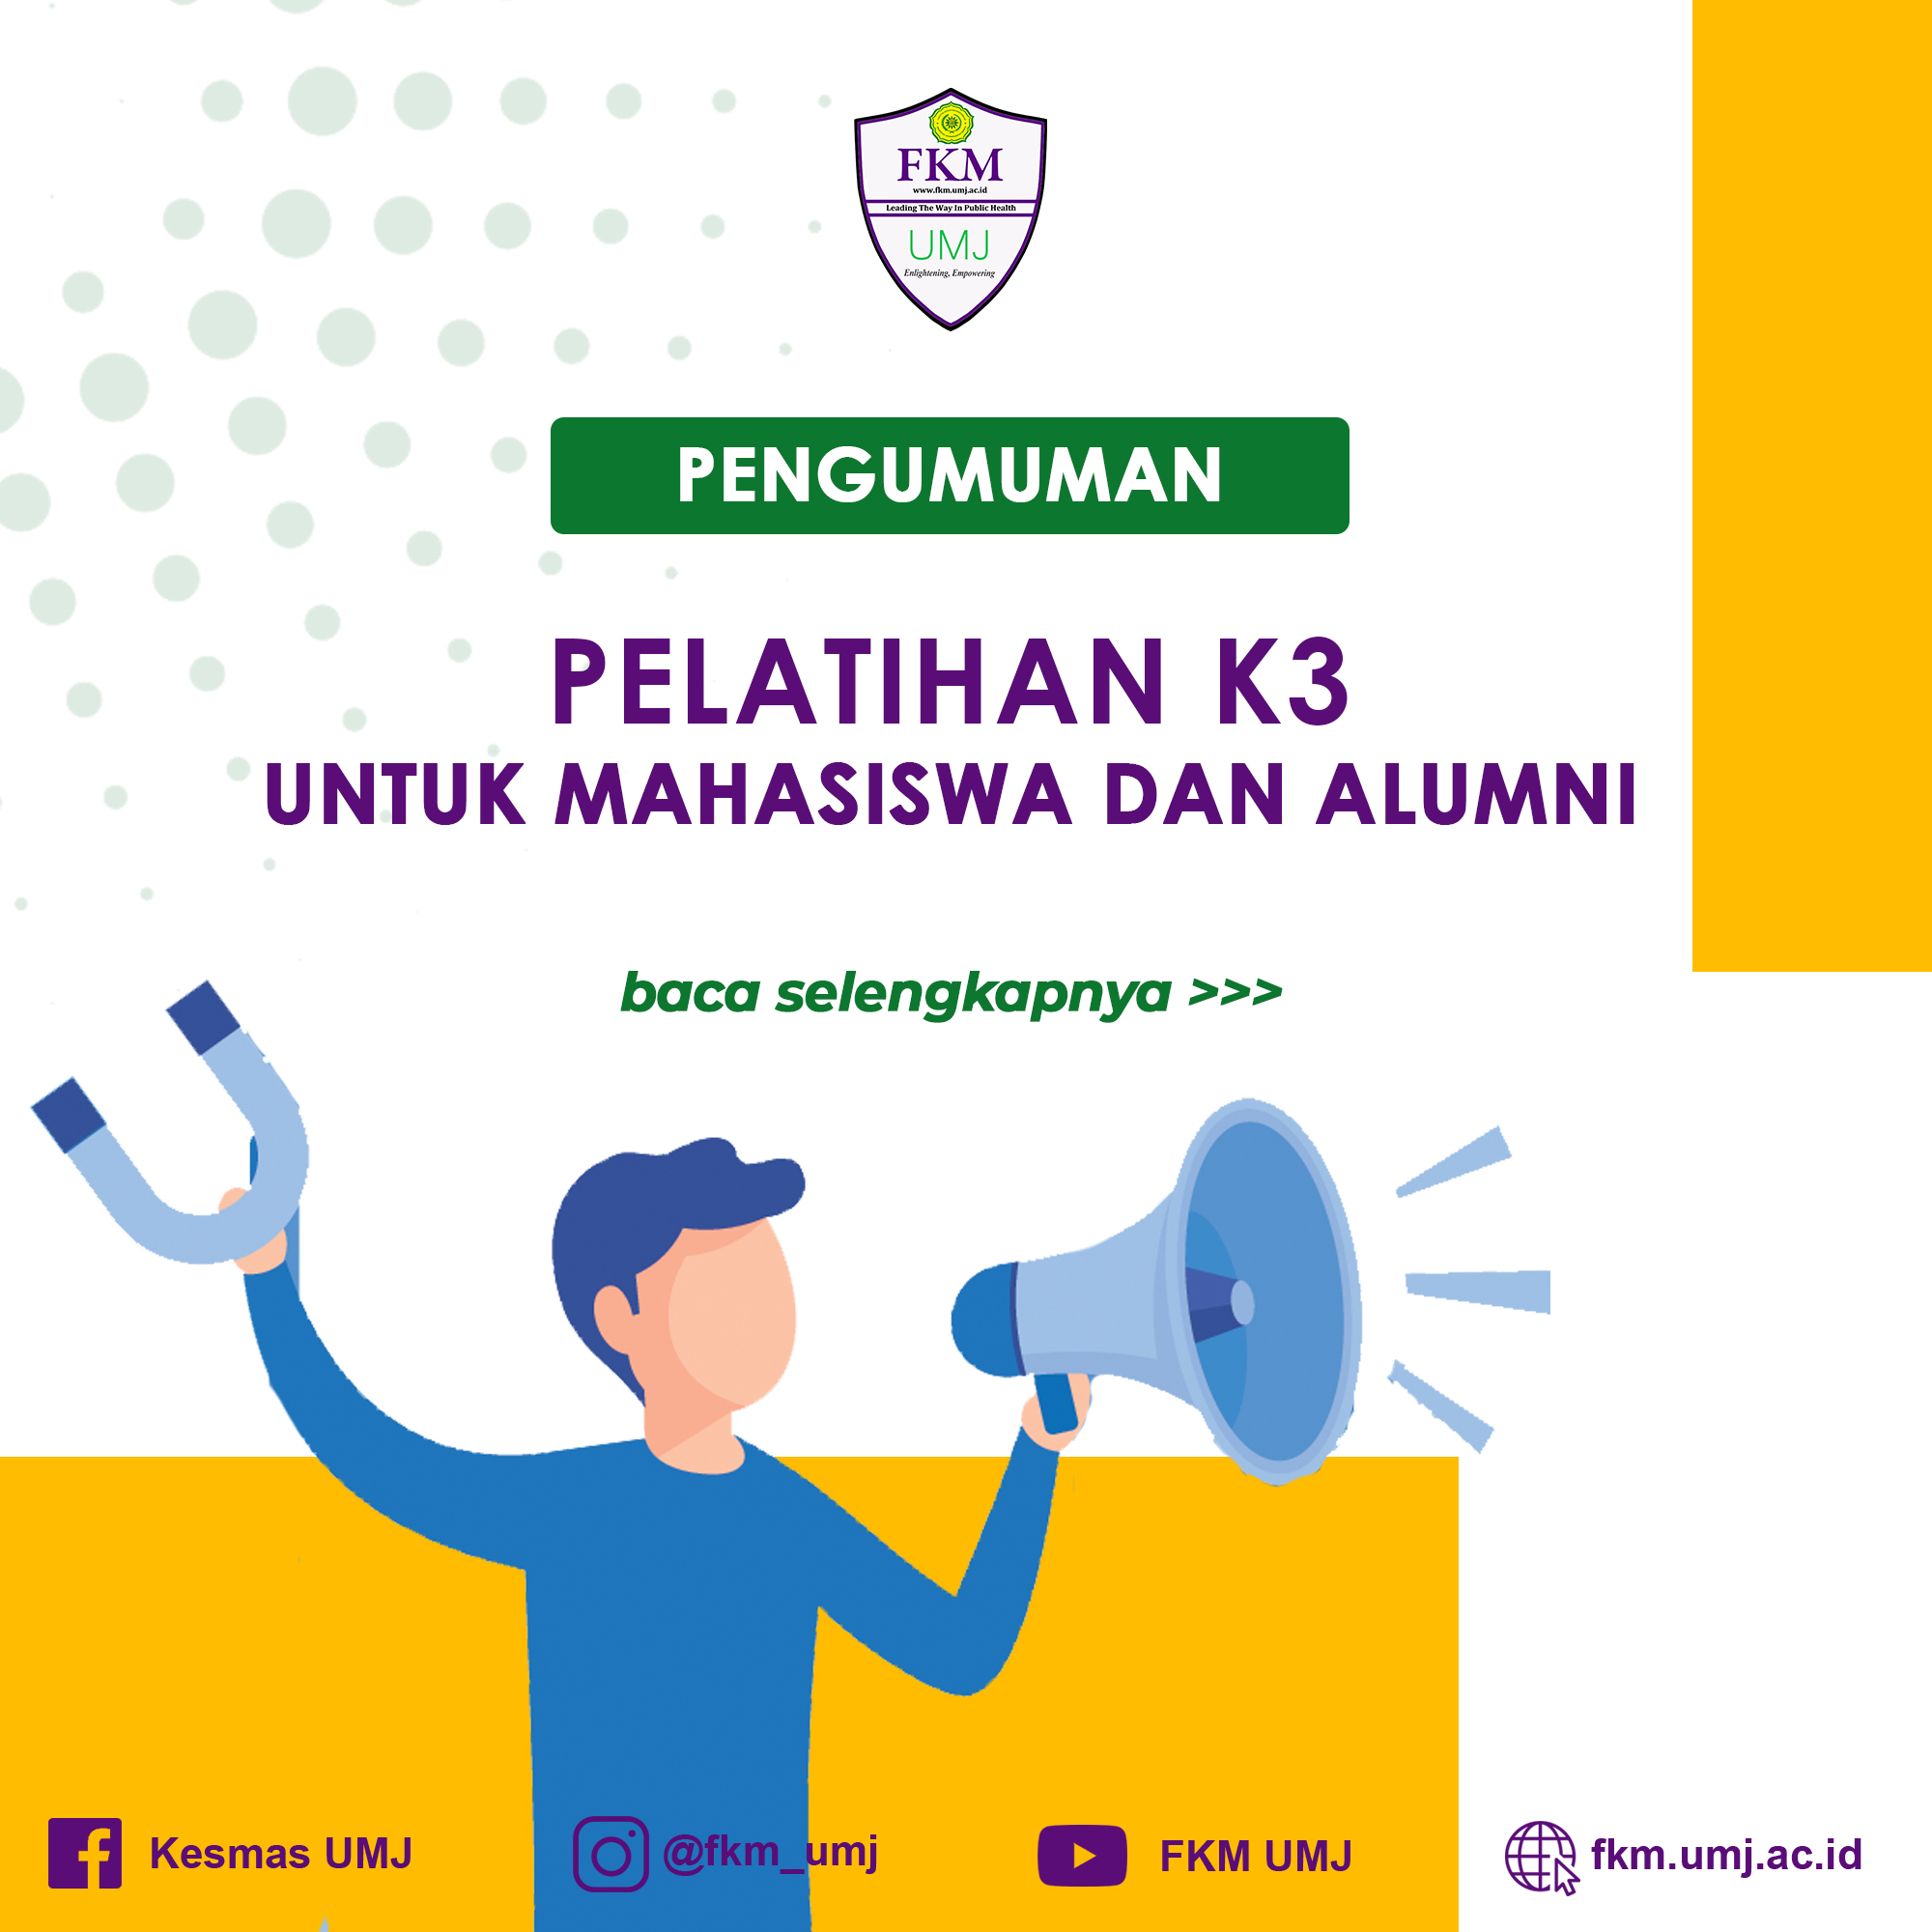 FKM
www.fkm.umj.ac.id
Leading The Way In Public Health
UMJ
Enlightening, Empowering
PENGUMUMAN
PELATIHAN K3
UNTUK MAHASISWA DAN ALUMNI
baca selengkapnya >>>
Kesmas UMJ
@fkm_umj
FKM UMJ
fkm.umj.ac.id